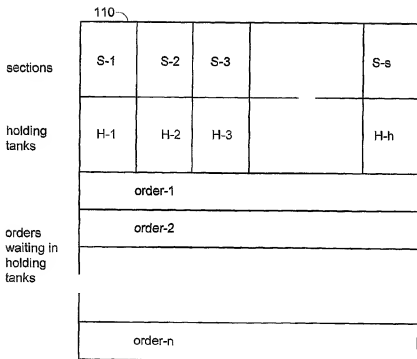 110
sections S-1 S-2 S-3 S-s
holding
tanks H-1 H-2 H-3 H-h
order-1
orders
waiting in
holding
tanks order-2
order-n